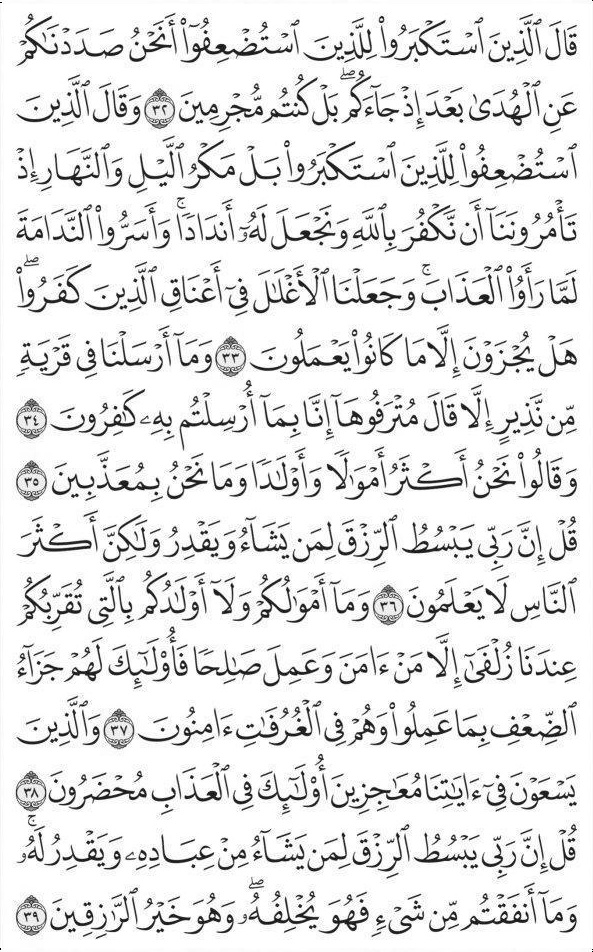 قَالَ ٱلَّذِينَ ٱسْتَكْبَرُوا۟ لِلَّذِينَ ٱسْتُضْعِفُوٓا۟ أَنَحْنُ صَدَدْنَـٰكُمْ
عَنِ ٱلْهُدَىٰ بَعْدَ إِذْ جَآءَكُم ۖ بَلْ كُنتُم مُّجْرِمِينَ ٣٢ وَقَالَ ٱلَّذِينَ
ٱسْتُضْعِفُوا۟ لِلَّذِينَ ٱسْتَكْبَرُوا۟ بَلْ مَكْرُ ٱلَّيْلِ وَٱلنَّهَارِ إِذْ
تَأْمُرُونَنَآ أَن نَّكْفُرَ بِٱللَّهِ وَنَجْعَلَ لَهُۥٓ أَندَادًا ۚ وَأَسَرُّوا۟ ٱلنَّدَامَةَ
لَمَّا رَأَوُا۟ ٱلْعَذَابَ ۚ وَجَعَلْنَا ٱلْأَغْلَـٰلَ فِىٓ أَعْنَاقِ ٱلَّذِينَ كَفَرُوا۟ ۖ
هَلْ يُجْزَوْنَ إِلَّا مَا كَانُوا۟ يَعْمَلُونَ ٣٣ وَمَآ أَرْسَلْنَا فِى قَرْيَةٍ
مِّن نَّذِيرٍ إِلَّا قَالَ مُتْرَفُوهَآ إِنَّا بِمَآ أُرْسِلْتُم بِهِۦ كَـٰفِرُونَ ٣٤
وَقَالُوا۟ نَحْنُ أَكْثَرُ أَمْوَٰلًا وَأَوْلَـٰدًا وَمَا نَحْنُ بِمُعَذَّبِينَ ٣٥
قُلْ إِنَّ رَبِّى يَبْسُطُ ٱلرِّزْقَ لِمَن يَشَآءُ وَيَقْدِرُ وَلَـٰكِنَّ أَكْثَرَ
ٱلنَّاسِ لَا يَعْلَمُونَ ٣٦ وَمَآ أَمْوَٰلُكُمْ وَلَآ أَوْلَـٰدُكُم بِٱلَّتِى تُقَرِّبُكُمْ
عِندَنَا زُلْفَىٰٓ إِلَّا مَنْ ءَامَنَ وَعَمِلَ صَـٰلِحًا فَأُو۟لَـٰٓئِكَ لَهُمْ جَزَآءُ
ٱلضِّعْفِ بِمَا عَمِلُوا۟ وَهُمْ فِى ٱلْغُرُفَـٰتِ ءَامِنُونَ ٣٧ وَٱلَّذِينَ
يَسْعَوْنَ فِىٓ ءَايَـٰتِنَا مُعَـٰجِزِينَ أُو۟لَـٰٓئِكَ فِى ٱلْعَذَابِ مُحْضَرُونَ ٣٨
قُلْ إِنَّ رَبِّى يَبْسُطُ ٱلرِّزْقَ لِمَن يَشَآءُ مِنْ عِبَادِهِۦ وَيَقْدِرُ لَهُۥ ۚ
وَمَآ أَنفَقْتُم مِّن شَىْءٍ فَهُوَ يُخْلِفُهُۥ ۖ وَهُوَ خَيْرُ ٱلرَّٰزِقِينَ ٣٩